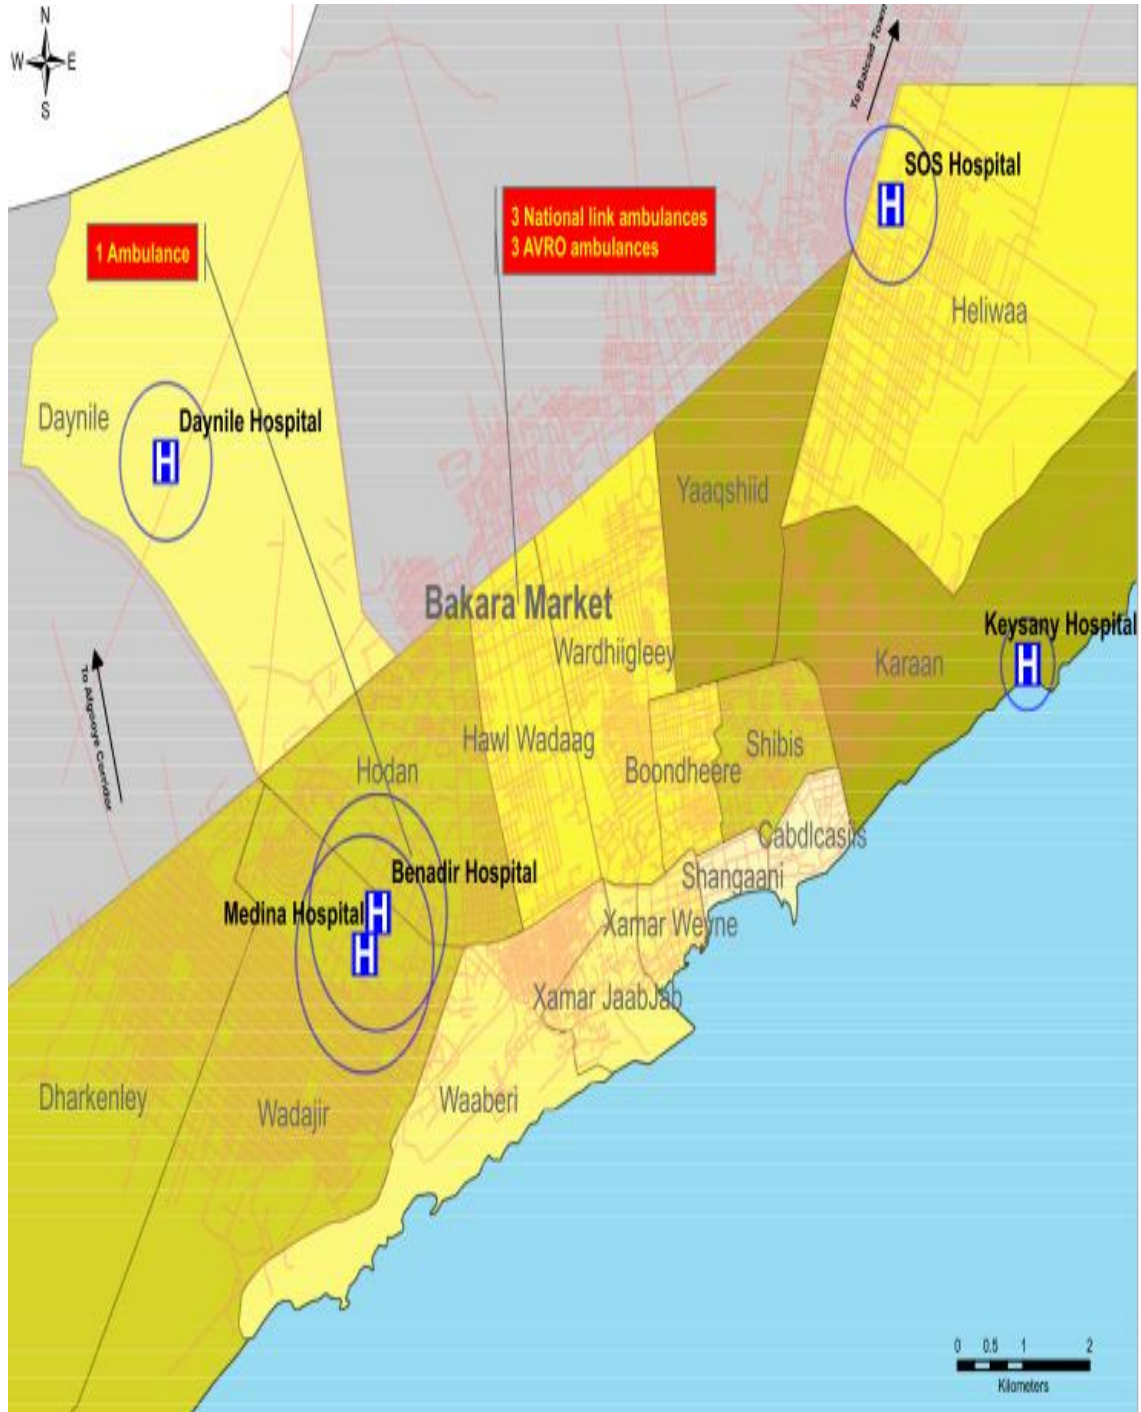 N
W E
S
To Balcad Town
SOS Hospital
3 National link ambulances
3 AVRO ambulances
1 Ambulance
Heliwaa
Daynile
Daynile Hospital
Yaaqshiid
Bakara Market
Keysany Hospital
Wardhiigleey
Karaan
To Afgooye Corridor
Hawl Wadaag
Shibis
Hodan
Boondheere
Cabdlcasiis
Benadir Hospital
Shangaani
Medina Hospital
Xamar Weyne
Xamar JaabJab
Dharkenley
Waaberi
Wadajir
0 0.5 1 2
Kilometers
H
H
H
H
H